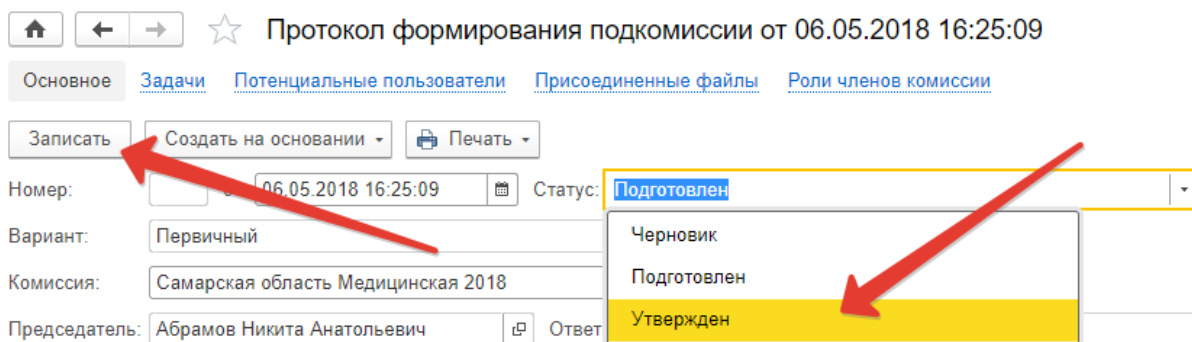 Протокол формирования подкомиссии от 06.05.2018 16:25:09
Основное Задачи Потенциальные пользователи Присоединенные файлы Роли членов комиссии
Записать Создать на основании Печать
Номер: 06.05.2018 16:25:09 Статус: Подготовлен
Вариант: Первичный Черновик
Подготовлен
Комиссия: Самарская область Медицинская 2018
Утвержден
Председатель: Абрамов Никита Анатольевич Ответ